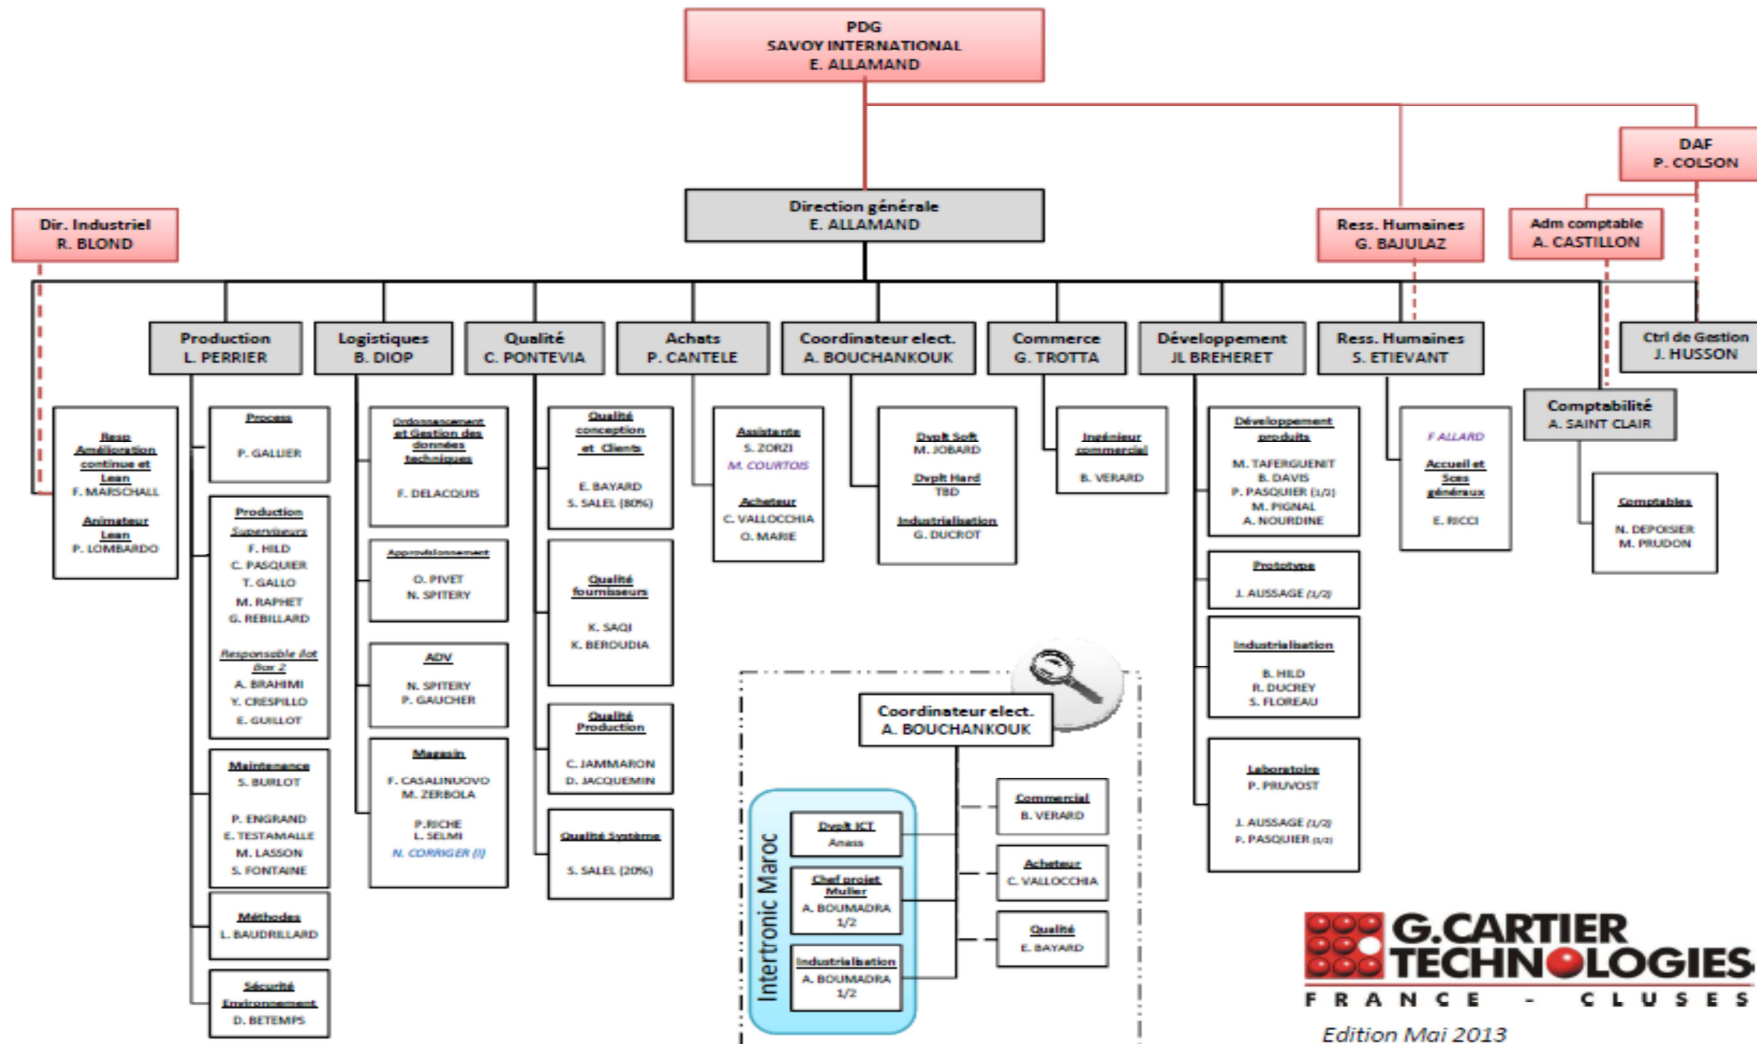 PDG
SAVOY INTERNATIONAL
E. ALLAMAND
DAF
P. COLSON
Direction générale
E. ALLAMAND
Dir. Industriel
R. BLOND
Ress. Humaines
G. BAJULAZ
Adm comptable
A. CASTILLON
Production
L. PERRIER
Logistiques
B. DIOP
Qualité
C. PONTEVIA
Achats
P. CANTELE
Coordinateur elect.
A. BOUCHANKOUK
Commerce
G. TROTTA
Développement
JL BREHERET
Ress. Humaines
S. ETIEVANT
Ctrl de Gestion
J. HUSSON
Comptabilité
A. SAINT CLAIR
Resp
Amélioration
continue et
Lean
F. MARSCHALL
Animateur
Lean
P. LOMBARDO
Process
P. GALLIER
Production
Superviseurs
F. HILD
C. PASQUIER
T. GALLO
M. RAPHET
G. REBILLARD
Responsable ilot
Box 2
A. BRAHIMI
Y. CRESPILLO
E. GUILLOT
Maintenance
S. BURLOT
P. ENGRAND
E. TESTAMALLE
M. LASSON
S. FONTAINE
Méthodes
L. BAUDRILLARD
Sécurité
Environnement
D. BETEMPS
Ordonnancement
et Gestion des
données
techniques
F. DELACQUIS
Approvisionnement
O. PIVET
N. SPITERY
ADV
N. SPITERY
P. GAUCHER
Magasin
F. CASALINUOVO
M. ZERBOLA
P.RICHE
L. SELMI
N. CORRIGER (I)
Qualité
conception
et Clients
E. BAYARD
S. SALEL (80%)
Qualité
fournisseurs
K. SAQI
K. BEROUDIA
Qualité
Production
C. JAMMARON
D. JACQUEMIN
Qualité Système
S. SALEL (20%)
Assistante
S. ZORZI
M. COURTOIS
Acheteur
C. VALLOCCHIA
O. MARIE
Dvplt Soft
M. JOBARD
Dvplt Hard
TBD
Industrialisation
G. DUCROT
Ingénieur
commercial
B. VERARD
Développement
produits
M. TAFERGUENIT
B. DAVIS
P. PASQUIER (1/2)
M. PIGNAL
A. NOURDINE
Prototype
J. AUSSAGE (1/2)
Industrialisation
B. HILD
R. DUCREY
S. FLOREAU
Laboratoire
P. PRUVOST
J. AUSSAGE (1/2)
P. PASQUIER (1/2)
F ALLARD
Accueil et
Sces
généraux
E. RICCI
Comptables
N. DEPOISIER
M. PRUDON
Coordinateur elect.
A. BOUCHANKOUK
Intertronic Maroc
Dvplt ICT
Anass
Chef projet
Muller
A. BOUMADRA
1/2
Industrialisation
A. BOUMADRA
1/2
Commercial
B. VERARD
Acheteur
C. VALLOCCHIA
Qualité
E. BAYARD
G.CARTIER
TECHNOLOGIES
FRANCE - CLUSES
Edition Mai 2013